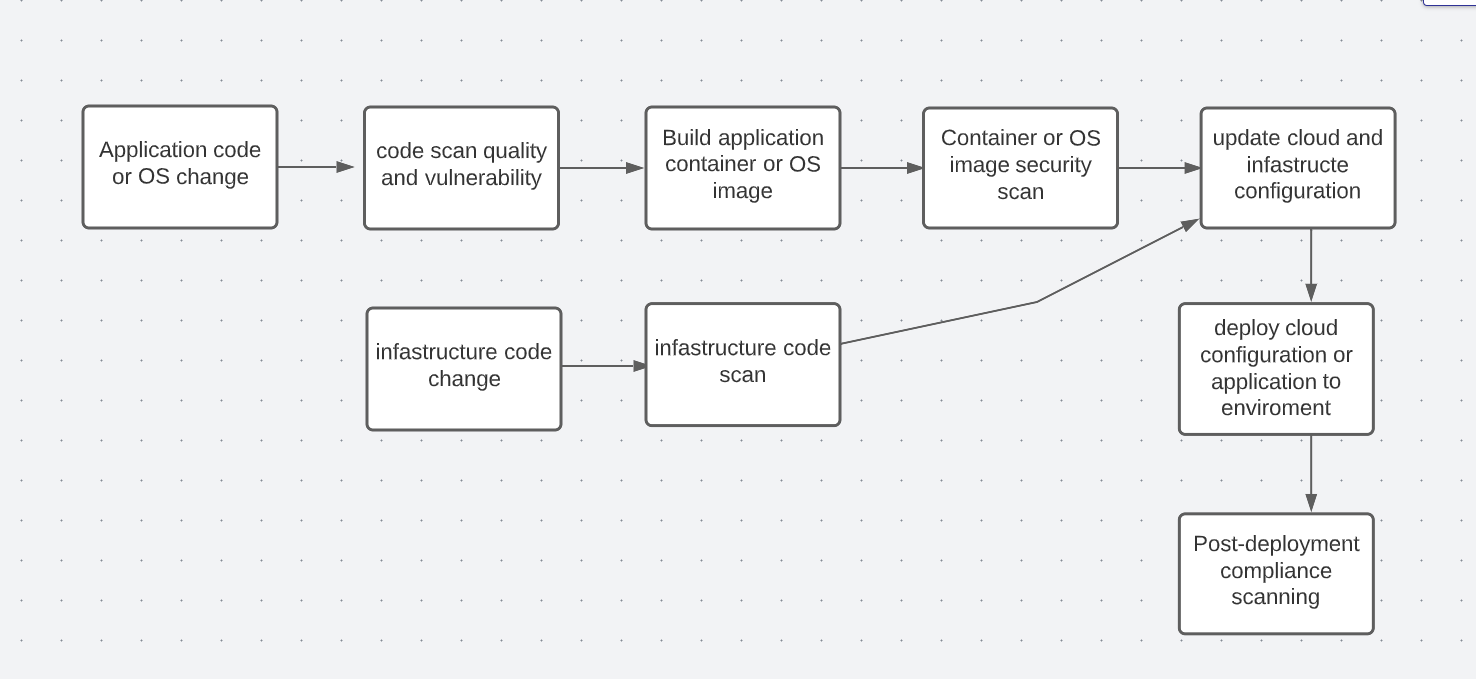 Application code
or OS change
code scan quality
and vulnerability
Build application
container or OS
image
Container or OS
image security
scan
update cloud and
infastructe
configuration
infastructure code
change
infastructure code
scan
deploy cloud
configuration or
application to
enviroment
Post-deployment
compliance
scanning